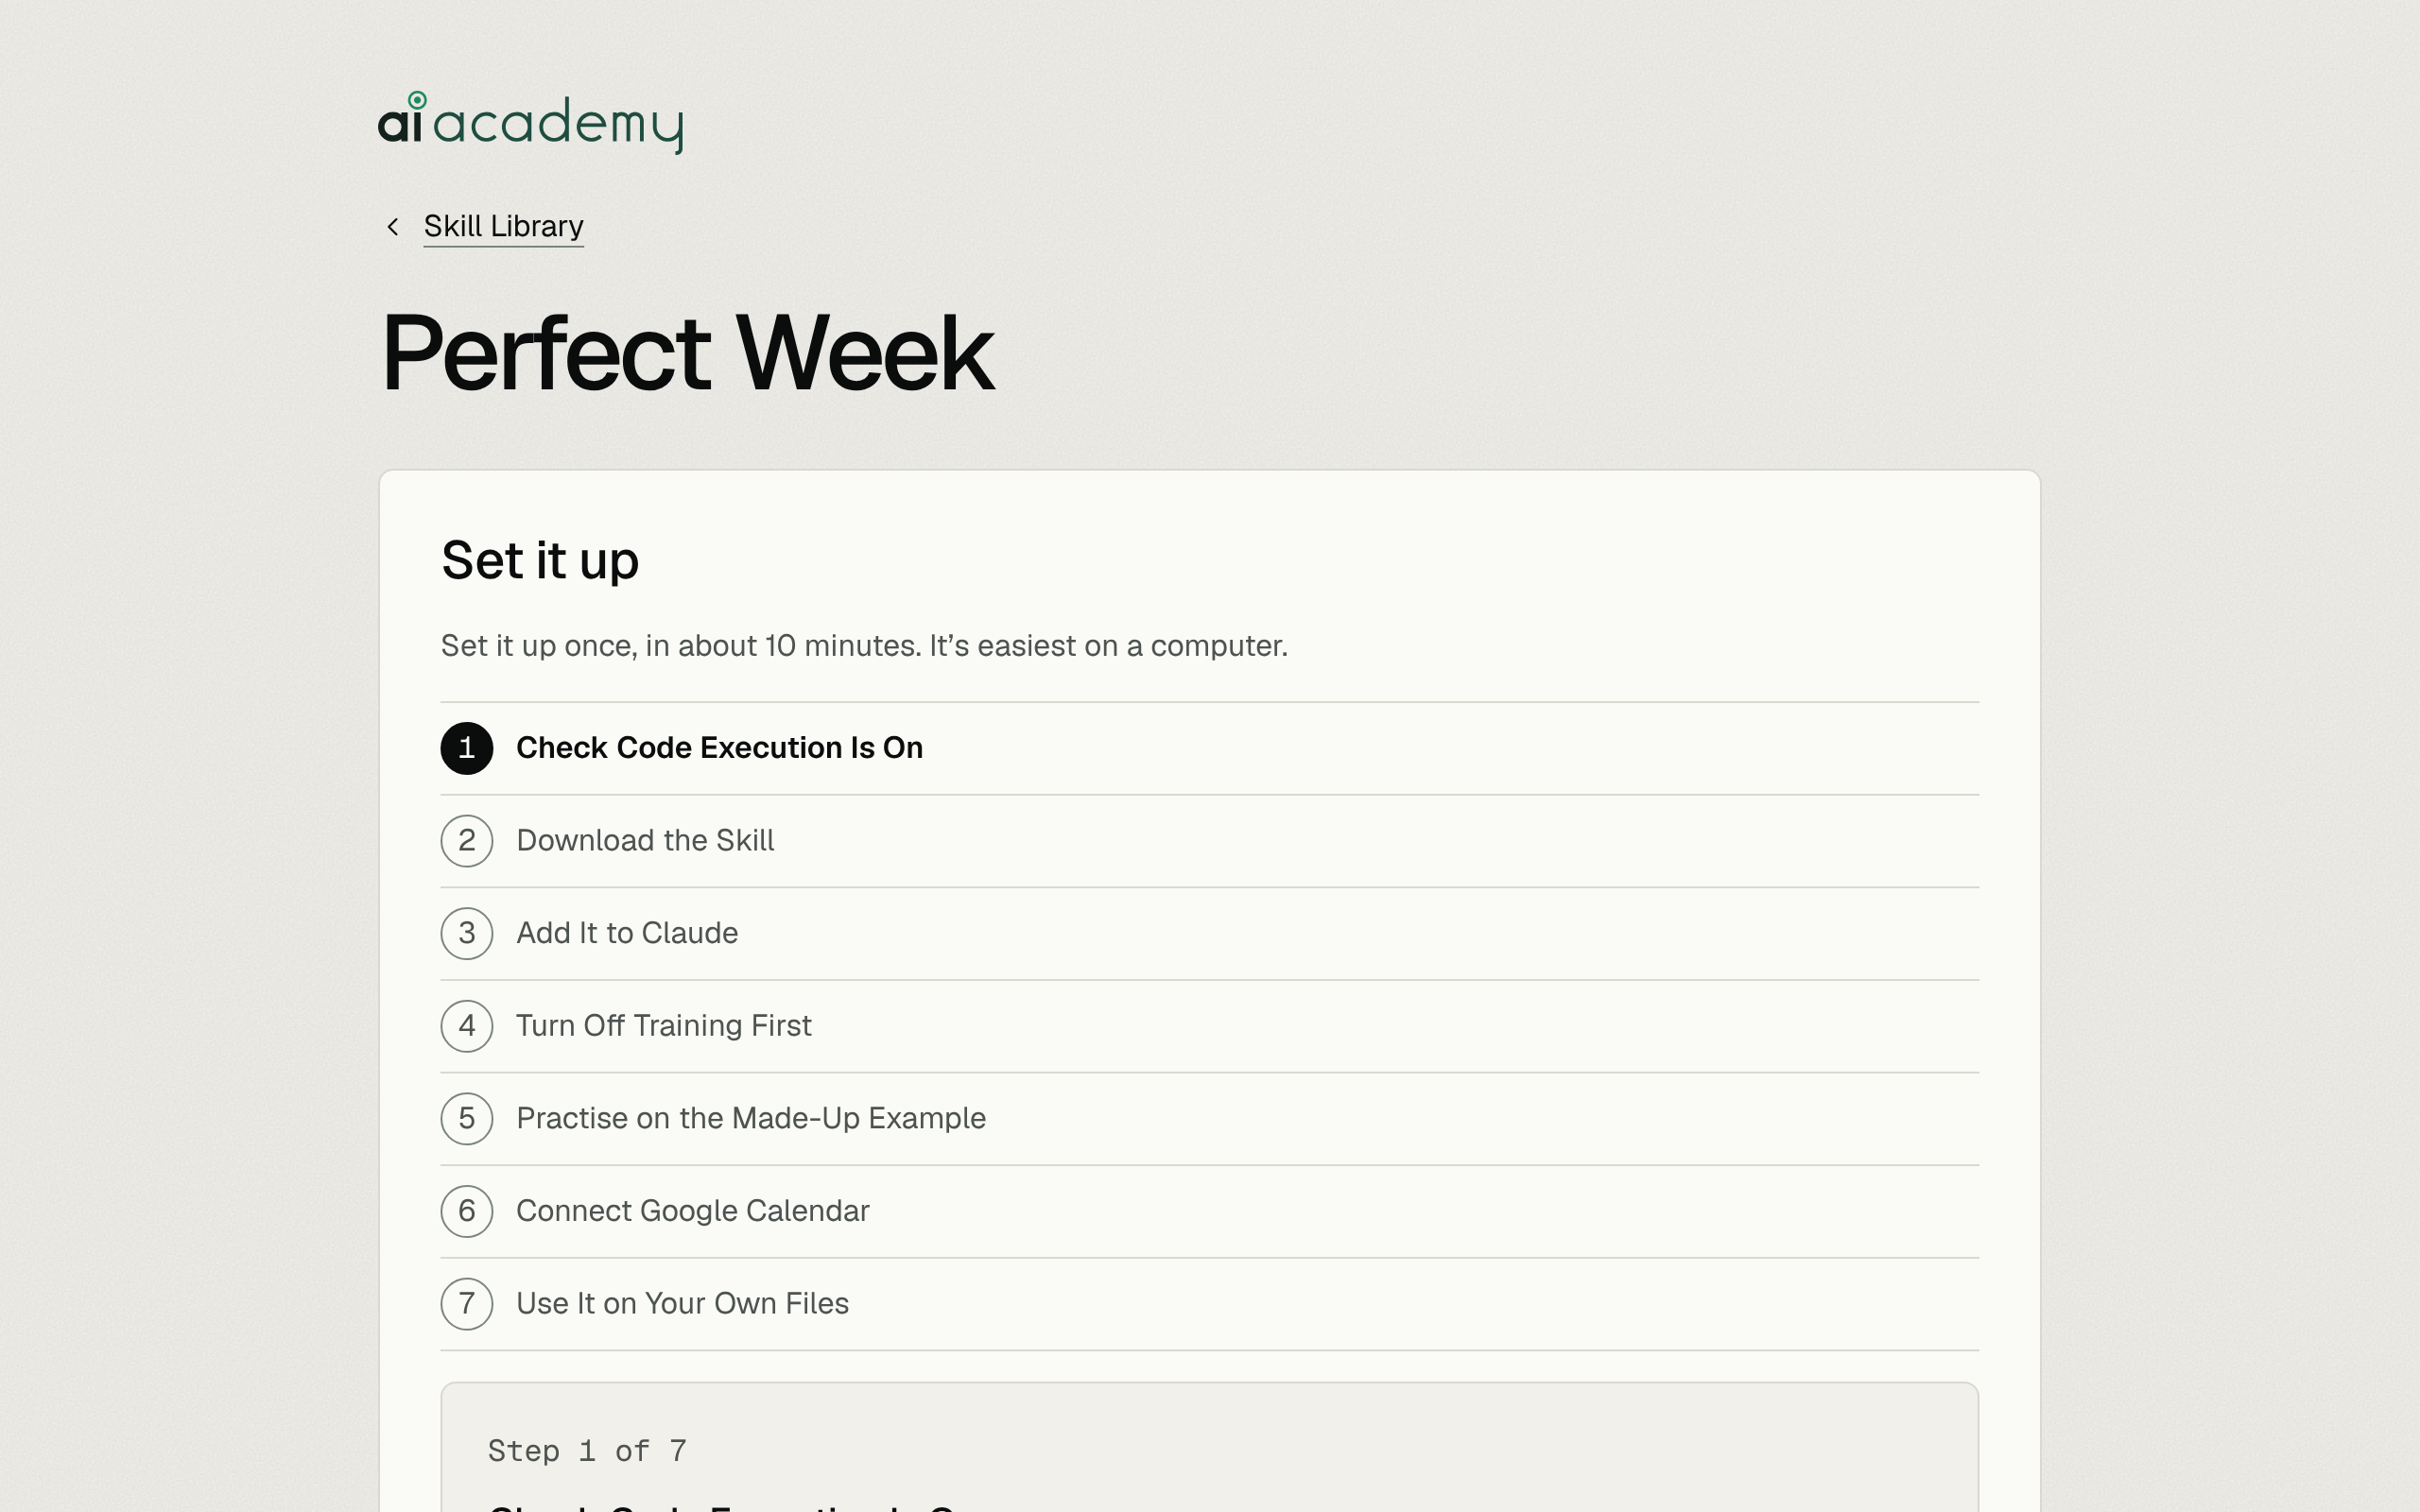 ai academy
Skill Library
Perfect Week
Set it up
Set it up once, in about 10 minutes. It’s easiest on a computer.
1 Check Code Execution Is On
2 Download the Skill
3 Add It to Claude
4 Turn Off Training First
5 Practise on the Made-Up Example
6 Connect Google Calendar
7 Use It on Your Own Files
Step 1 of 7